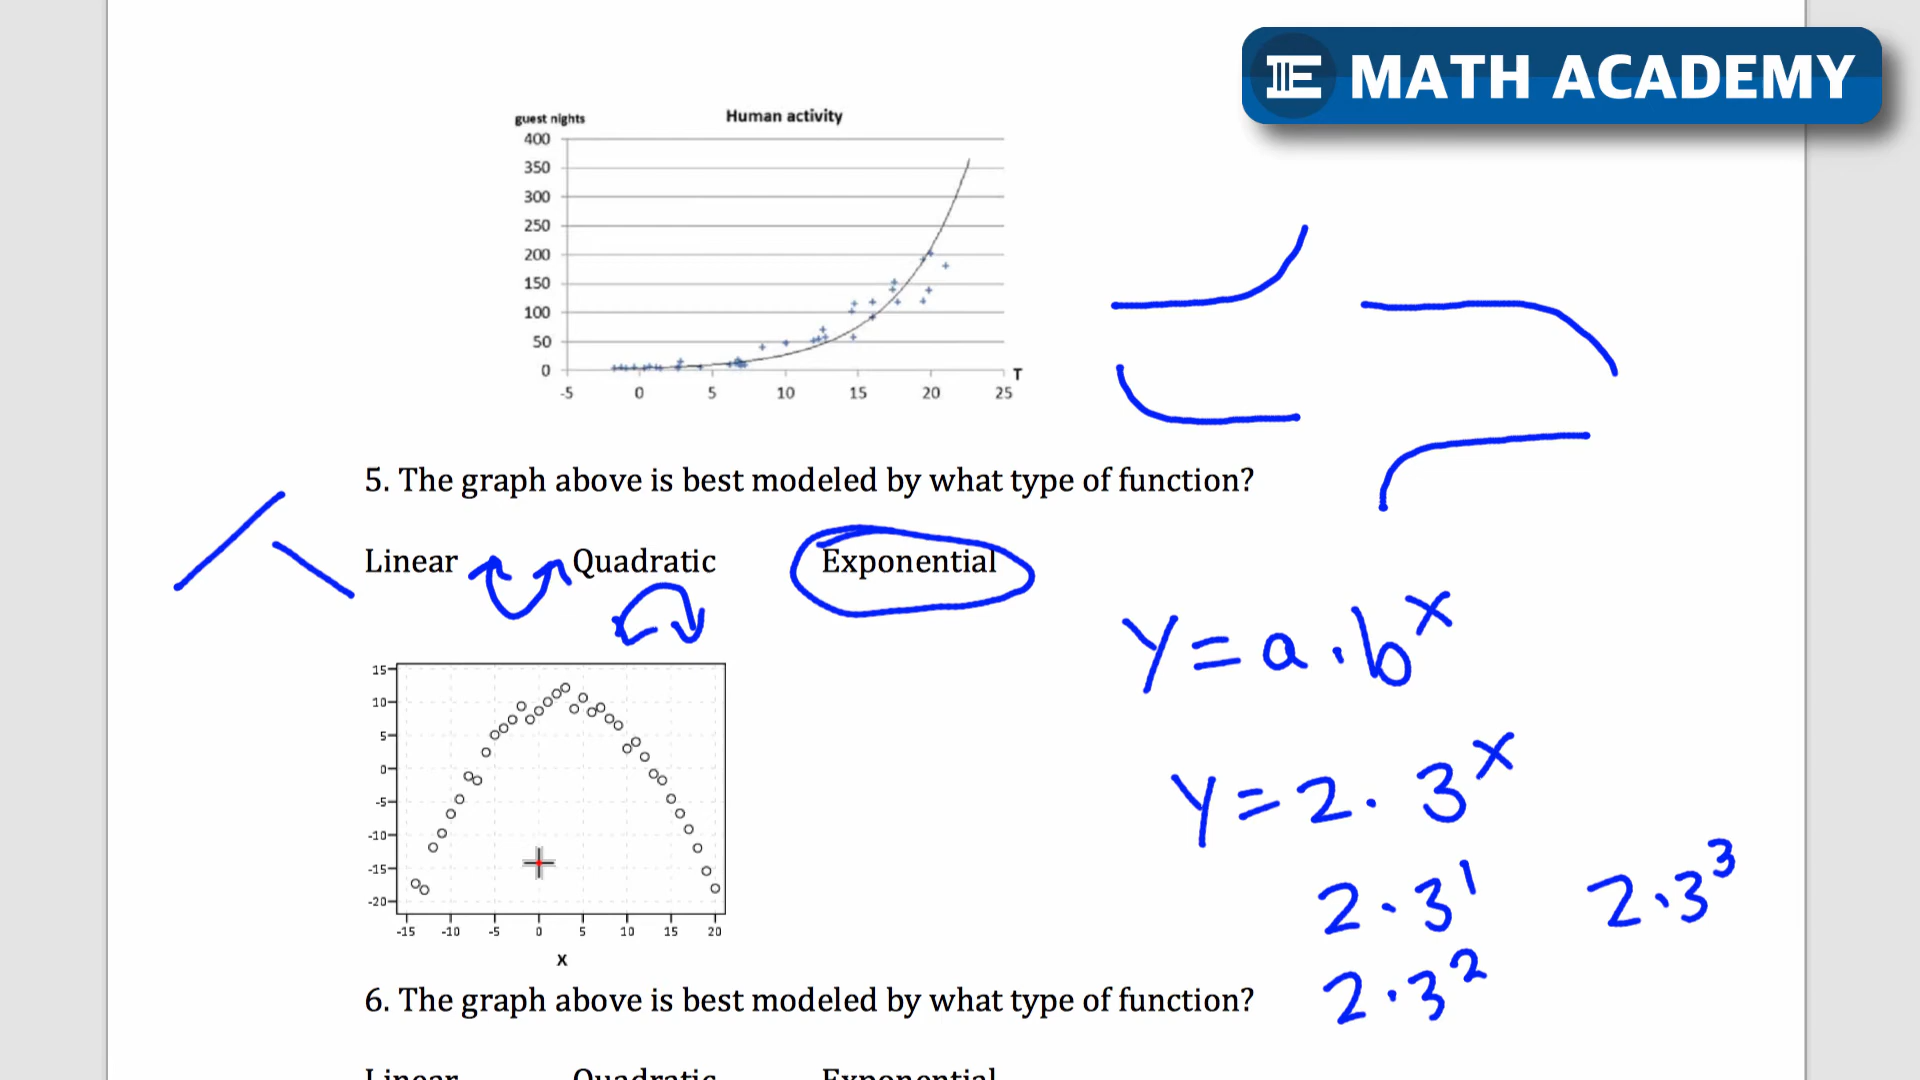 MATH ACADEMY
guest nights
Human activity
400
350
300
250
200
150
100
50
0
-5 0 5 10 15 20 25
T
5. The graph above is best modeled by what type of function?
Linear Quadratic Exponential
Y = a · b^x
Y = 2 · 3^x
2 · 3^1
2 · 3^2
2 · 3^3
15
10
5
0
-5
-10
-15
-20
-15 -10 -5 0 5 10 15 20
x
6. The graph above is best modeled by what type of function?
Linear Quadratic Exponential